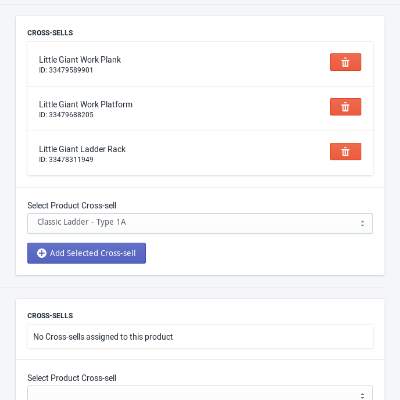 CROSS-SELLS
Little Giant Work Plank
ID: 33479589901
Little Giant Work Platform
ID: 33479688205
Little Giant Ladder Rack
ID: 33478311949
Select Product Cross-sell
Classic Ladder - Type 1A
Add Selected Cross-sell
CROSS-SELLS
No Cross-sells assigned to this product
Select Product Cross-sell